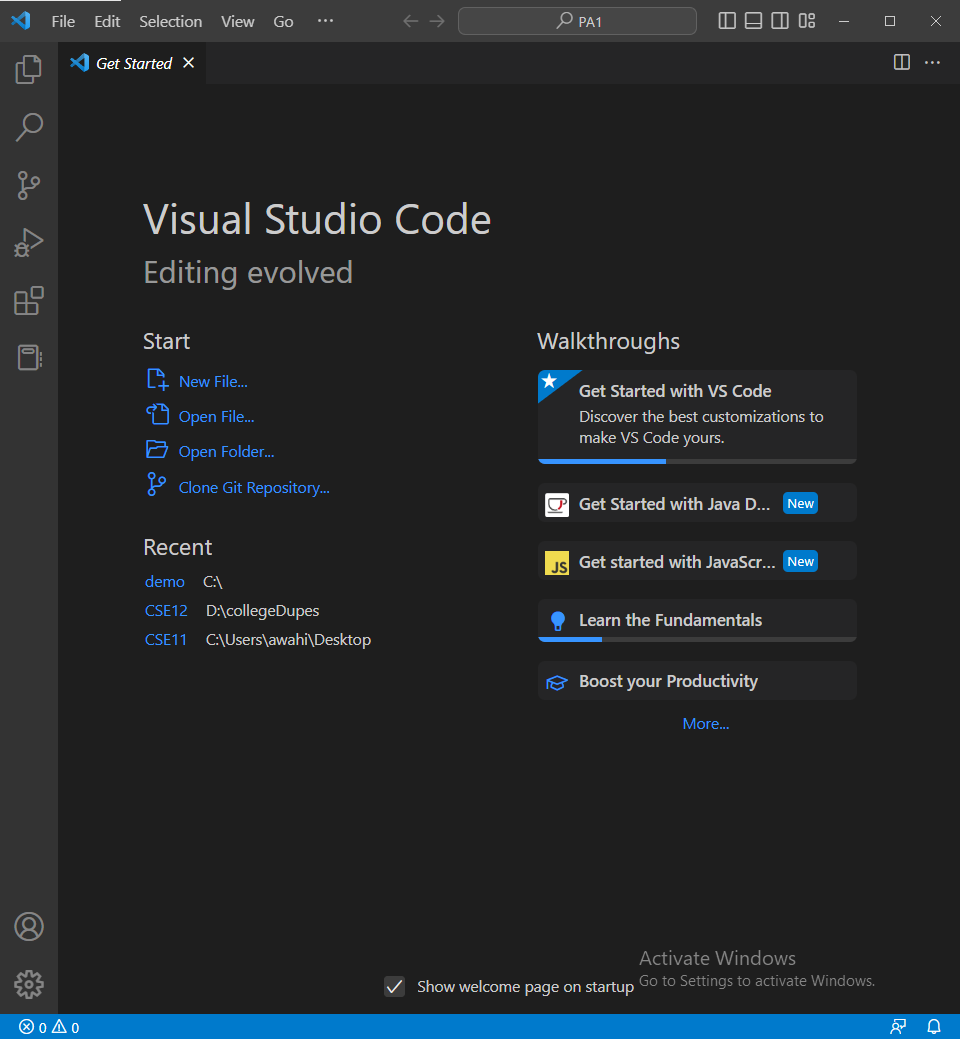 File Edit Selection View Go ··· PA1
Get Started
Visual Studio Code
Editing evolved
Start
New File...
Open File...
Open Folder...
Clone Git Repository...
Recent
demo C:\
CSE12 D:\collegeDupes
CSE11 C:\Users\awahi\Desktop
Walkthroughs
Get Started with VS Code
Discover the best customizations to
make VS Code yours.
Get Started with Java D... New
JS Get started with JavaScr... New
Learn the Fundamentals
Boost your Productivity
More...
Activate Windows
Go to Settings to activate Windows.
Show welcome page on startup
0 0